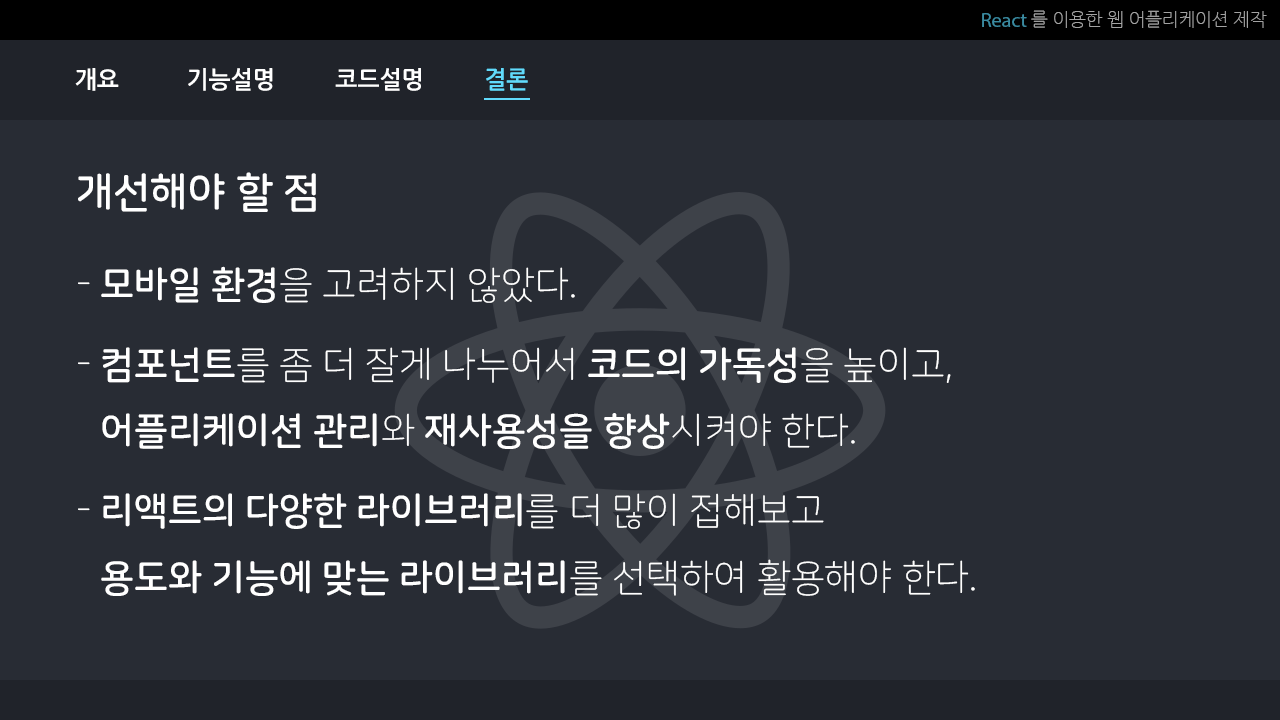 React 를 이용한 웹 어플리케이션 제작
개요 기능설명 코드설명 결론
개선해야 할 점
- 모바일 환경을 고려하지 않았다.
- 컴포넌트를 좀 더 잘게 나누어서 코드의 가독성을 높이고,
어플리케이션 관리와 재사용성을 향상시켜야 한다.
- 리액트의 다양한 라이브러리를 더 많이 접해보고
용도와 기능에 맞는 라이브러리를 선택하여 활용해야 한다.